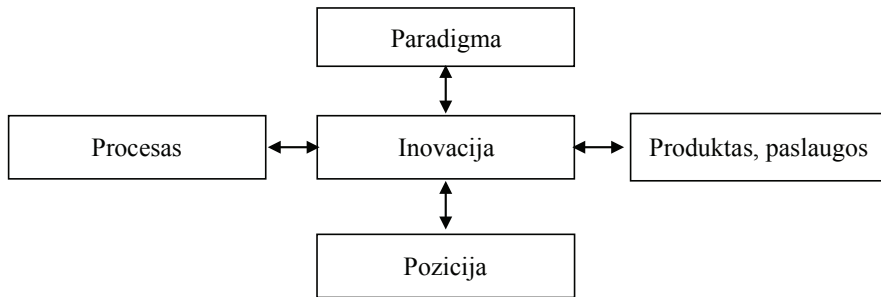 Paradigma
Procesas
Inovacija
Produktas, paslaugos
Pozicija